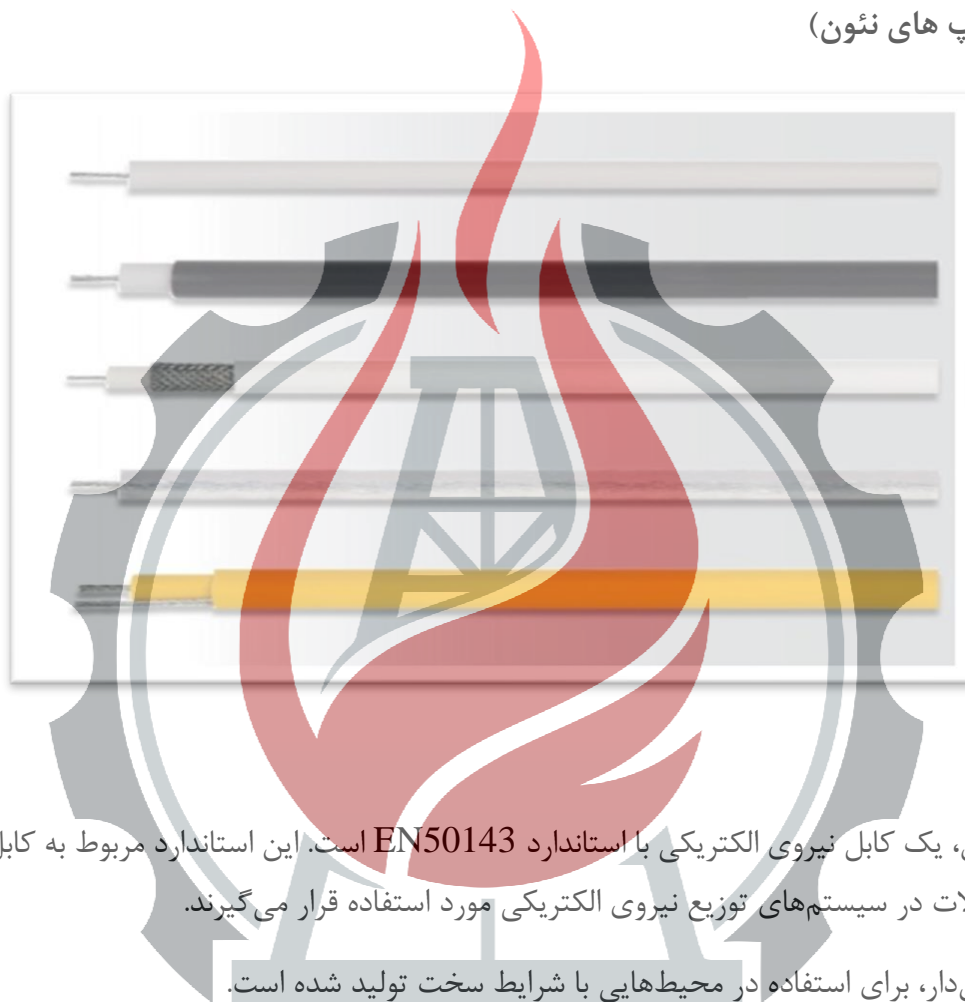 پ های نئون)
، یک کابل نیروی الکتریکی با استاندارد EN50143 است. این استاندارد مربوط به کابل
لات در سیستم‌های توزیع نیروی الکتریکی مورد استفاده قرار می‌گیرند.
‌دار، برای استفاده در محیط‌هایی با شرایط سخت تولید شده است.